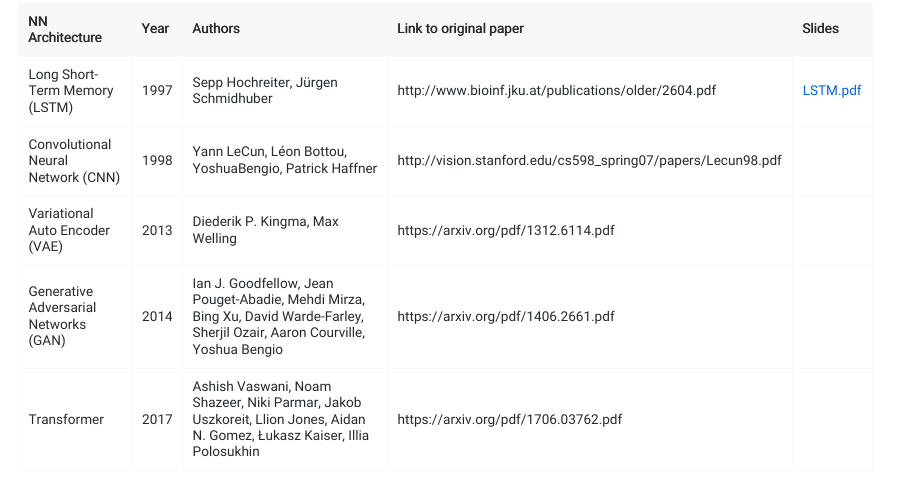 NN
Architecture
Year
Authors
Link to original paper
Slides
Long Short-
Term Memory
(LSTM)
1997
Sepp Hochreiter, Jürgen
Schmidhuber
http://www.bioinf.jku.at/publications/older/2604.pdf
LSTM.pdf
Convolutional
Neural
Network (CNN)
1998
Yann LeCun, Léon Bottou,
YoshuaBengio, Patrick Haffner
http://vision.stanford.edu/cs598_spring07/papers/Lecun98.pdf
Variational
Auto Encoder
(VAE)
2013
Diederik P. Kingma, Max
Welling
https://arxiv.org/pdf/1312.6114.pdf
Generative
Adversarial
Networks
(GAN)
2014
Ian J. Goodfellow, Jean
Pouget-Abadie, Mehdi Mirza,
Bing Xu, David Warde-Farley,
Sherjil Ozair, Aaron Courville,
Yoshua Bengio
https://arxiv.org/pdf/1406.2661.pdf
Transformer
2017
Ashish Vaswani, Noam
Shazeer, Niki Parmar, Jakob
Uszkoreit, Llion Jones, Aidan
N. Gomez, Łukasz Kaiser, Illia
Polosukhin
https://arxiv.org/pdf/1706.03762.pdf